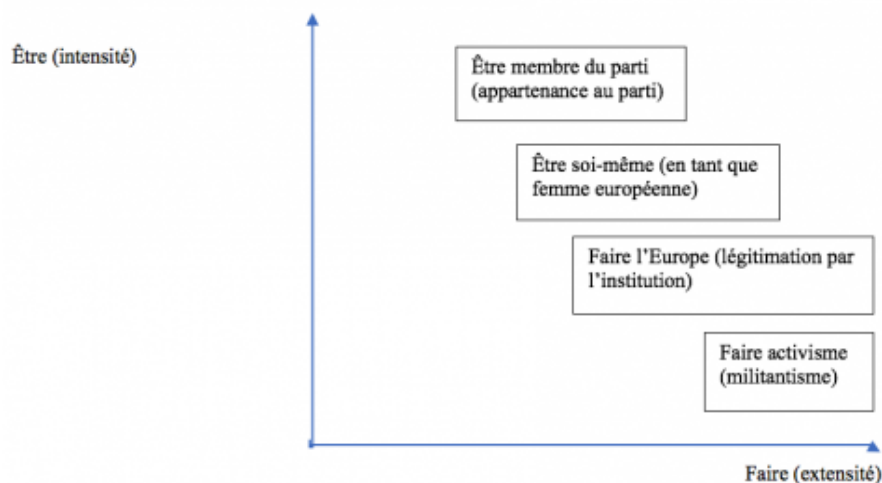 Être (intensité)
Être membre du parti
(appartenance au parti)
Être soi-même (en tant que
femme européenne)
Faire l'Europe (légitimation par
l'institution)
Faire activisme
(militantisme)
Faire (extensité)